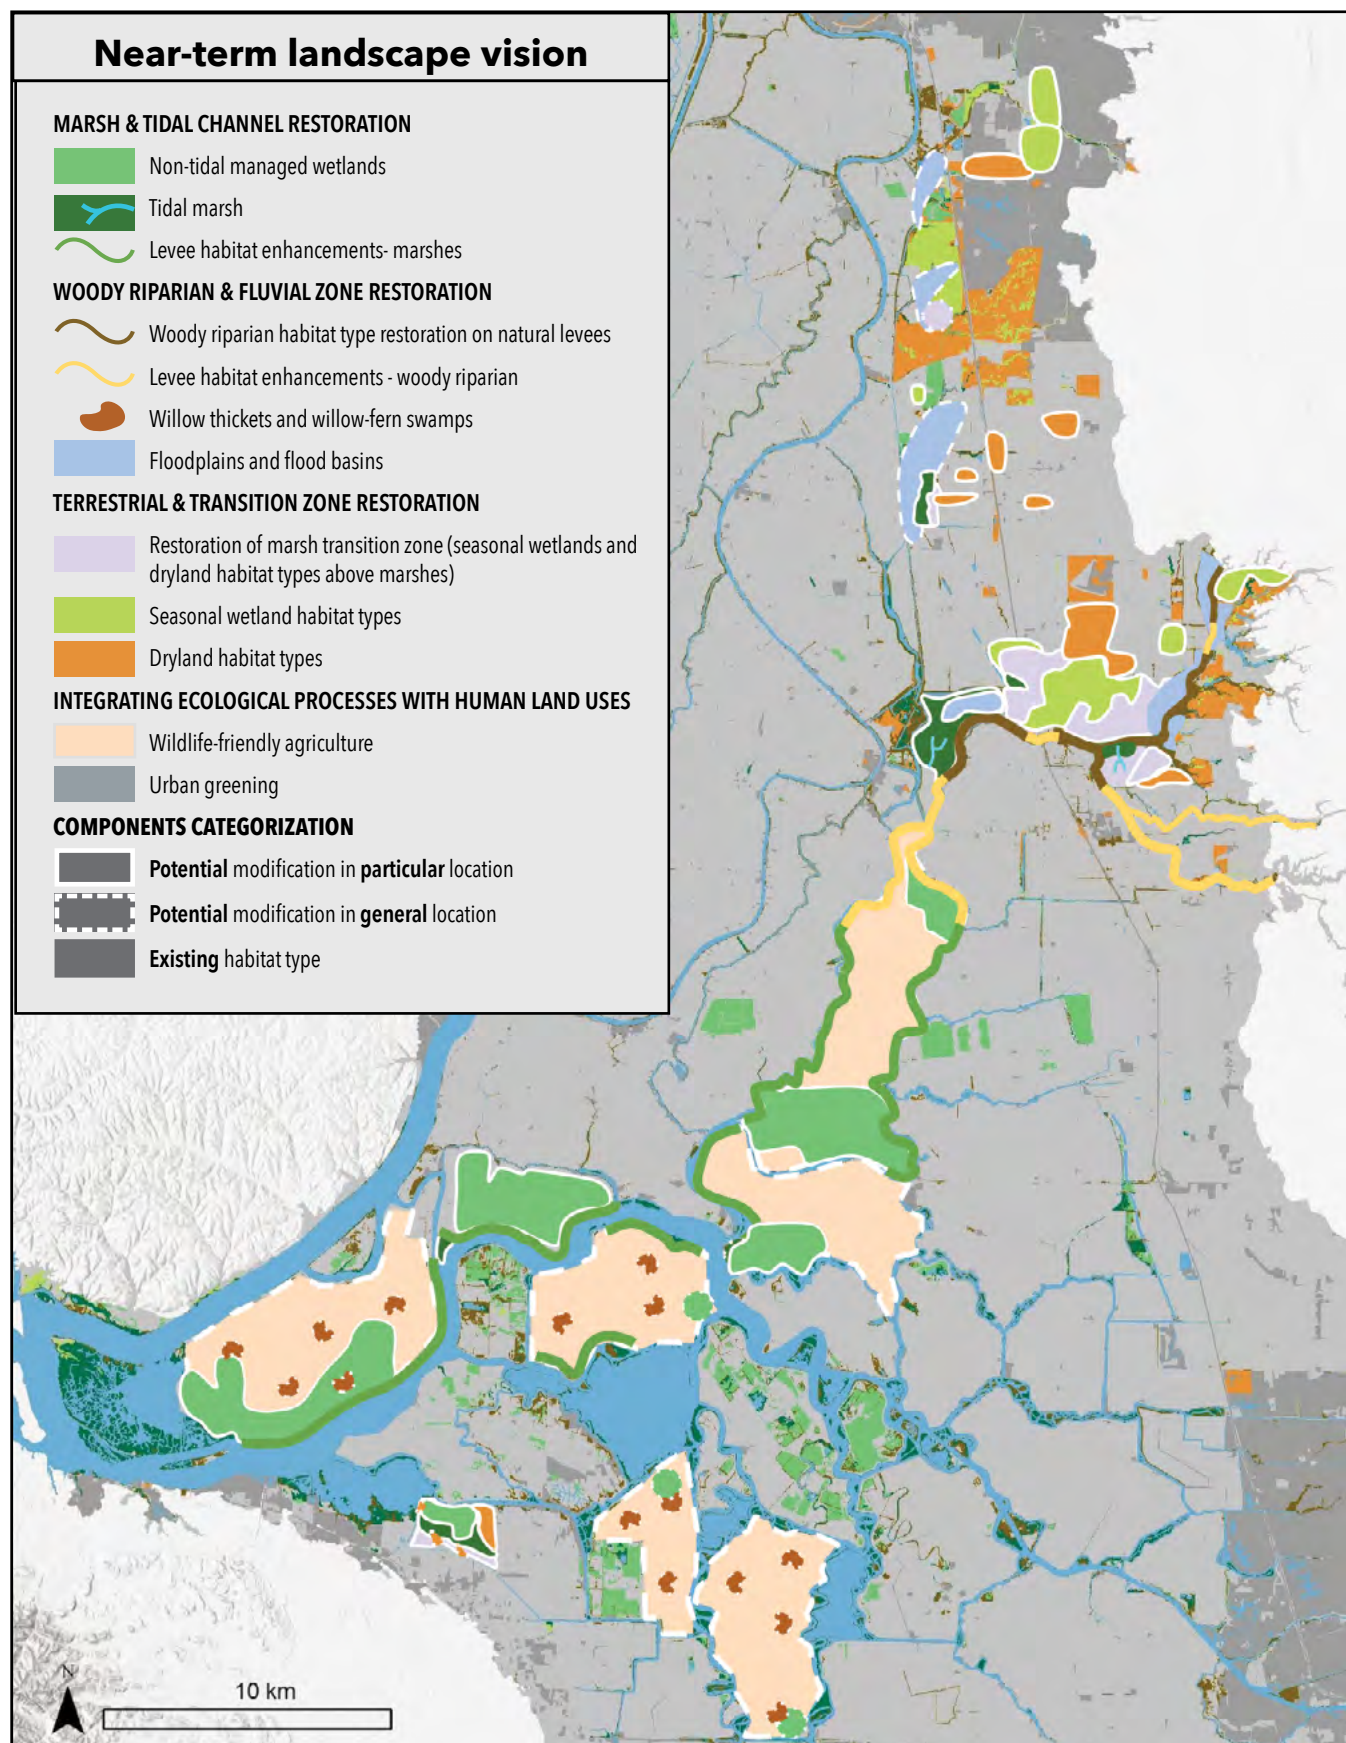 Near-term landscape vision
MARSH & TIDAL CHANNEL RESTORATION
Non-tidal managed wetlands
Tidal marsh
Levee habitat enhancements- marshes
WOODY RIPARIAN & FLUVIAL ZONE RESTORATION
Woody riparian habitat type restoration on natural levees
Levee habitat enhancements - woody riparian
Willow thickets and willow-fern swamps
Floodplains and flood basins
TERRESTRIAL & TRANSITION ZONE RESTORATION
Restoration of marsh transition zone (seasonal wetlands and
dryland habitat types above marshes)
Seasonal wetland habitat types
Dryland habitat types
INTEGRATING ECOLOGICAL PROCESSES WITH HUMAN LAND USES
Wildlife-friendly agriculture
Urban greening
COMPONENTS CATEGORIZATION
Potential modification in particular location
Potential modification in general location
Existing habitat type
N
10 km